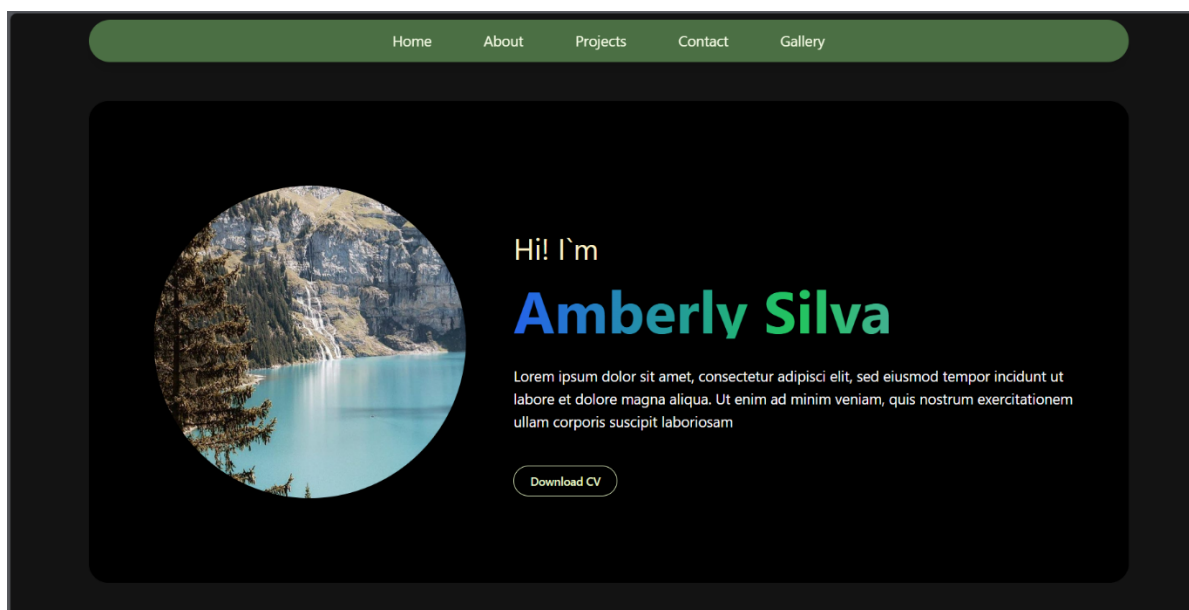 Home About Projects Contact Gallery
Hi! I`m
Amberly Silva
Lorem ipsum dolor sit amet, consectetur adipisci elit, sed eiusmod tempor incidunt ut
labore et dolore magna aliqua. Ut enim ad minim veniam, quis nostrum exercitationem
ullam corporis suscipit laboriosam
Download CV